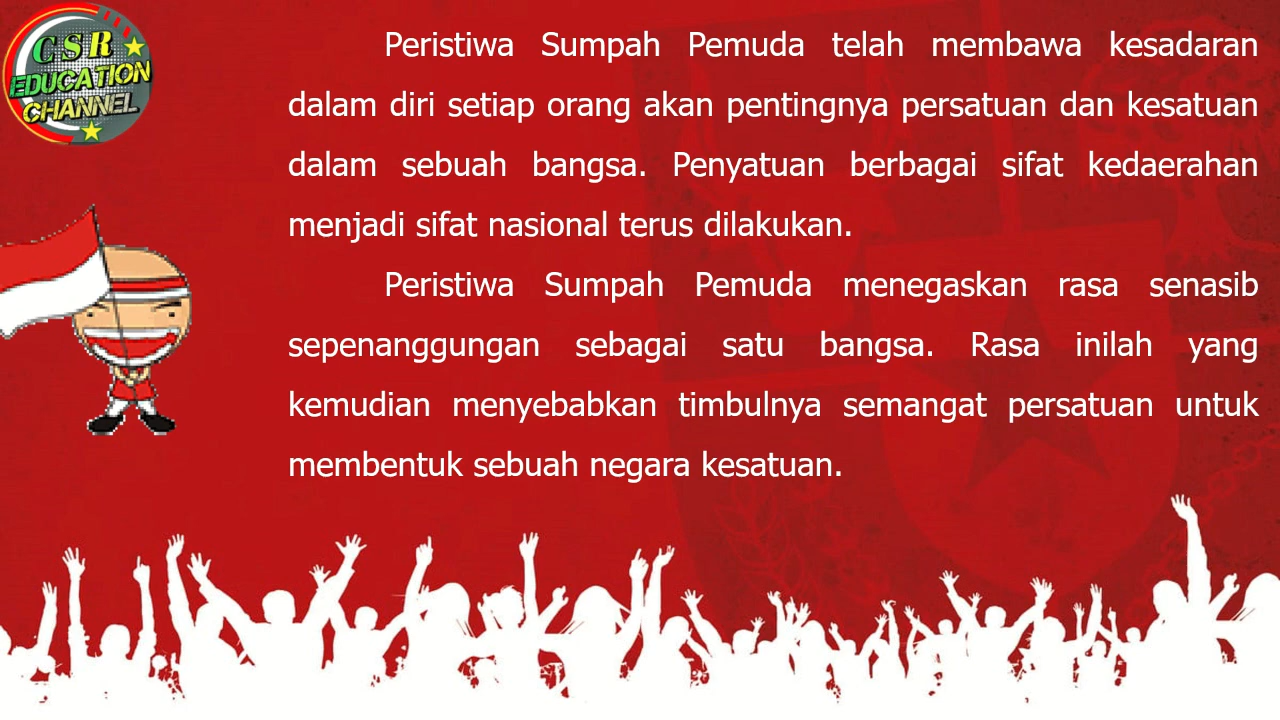 CSR
EDUCATION
CHANNEL
Peristiwa Sumpah Pemuda telah membawa kesadaran
dalam diri setiap orang akan pentingnya persatuan dan kesatuan
dalam sebuah bangsa. Penyatuan berbagai sifat kedaerahan
menjadi sifat nasional terus dilakukan.
Peristiwa Sumpah Pemuda menegaskan rasa senasib
sepenanggungan sebagai satu bangsa. Rasa inilah yang
kemudian menyebabkan timbulnya semangat persatuan untuk
membentuk sebuah negara kesatuan.